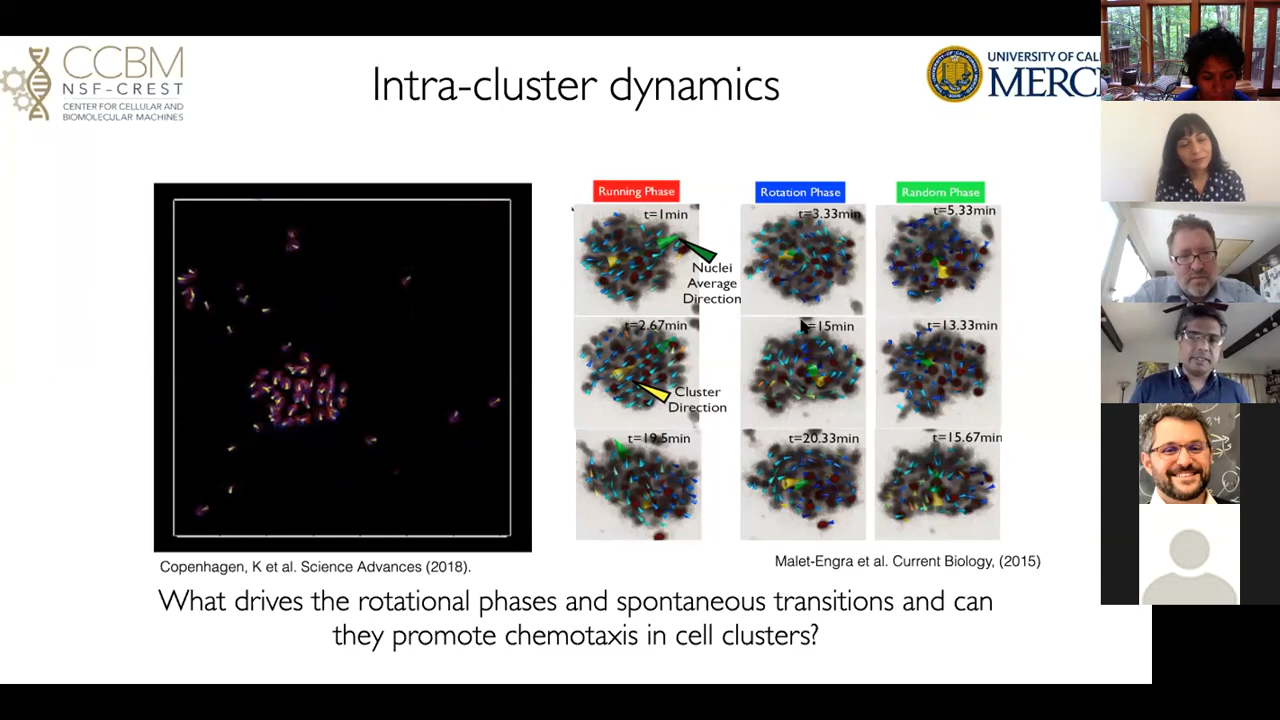 CCBM
NSF-CREST
CENTER FOR CELLULAR AND
BIOMOLECULAR MACHINES
Intra-cluster dynamics
UNIVERSITY OF CAL
MERC
Running Phase
Rotation Phase
Random Phase
t=1min
t=3.33min
t=5.33min
Nuclei
Average
Direction
t=2.67min
t=15min
t=13.33min
Cluster
Direction
t=19.5min
t=20.33min
t=15.67min
Copenhagen, K et al. Science Advances (2018).
Malet-Engra et al. Current Biology, (2015)
What drives the rotational phases and spontaneous transitions and can
they promote chemotaxis in cell clusters?